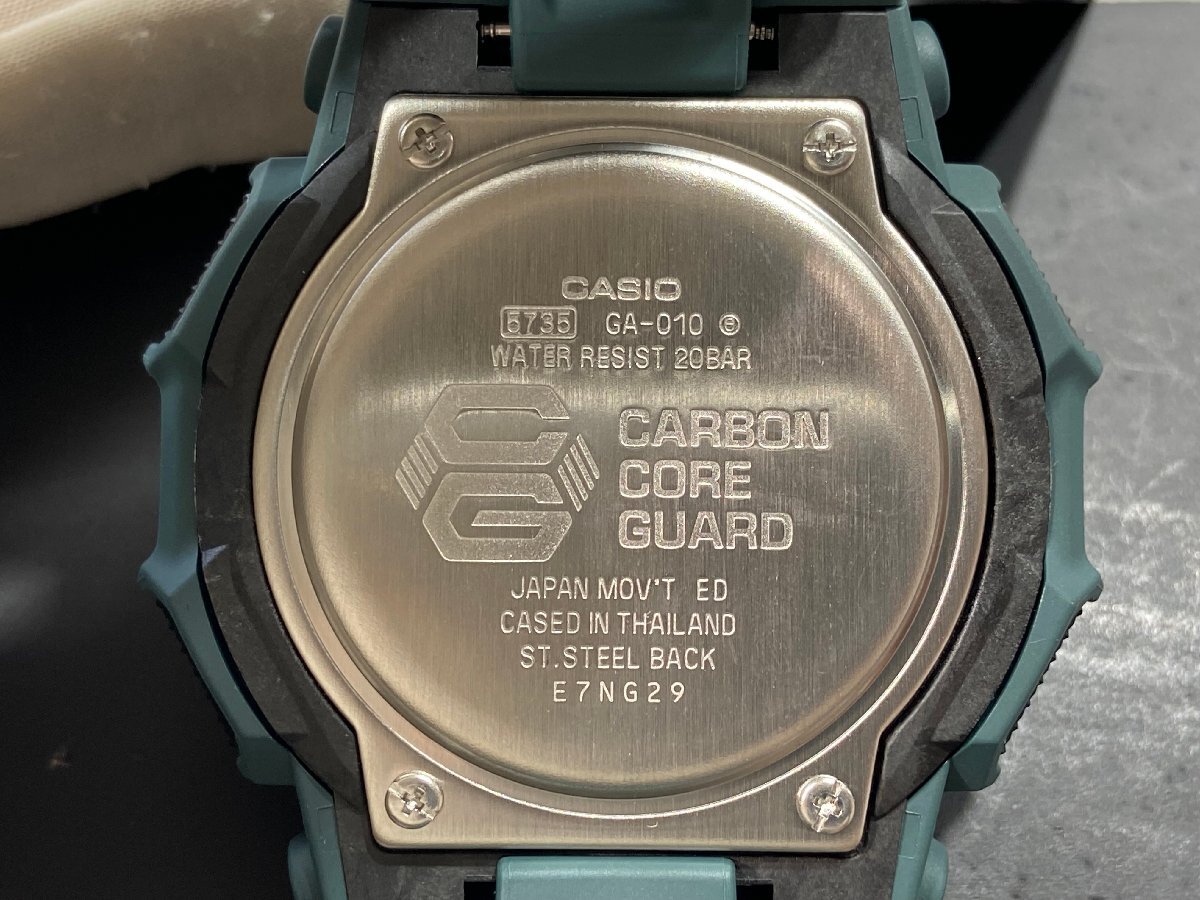 CASIO
5735 GA-010
WATER RESIST 20BAR
CG CARBON
CORE
GUARD
JAPAN MOV'T ED
CASED IN THAILAND
ST.STEEL BACK
E7NG29